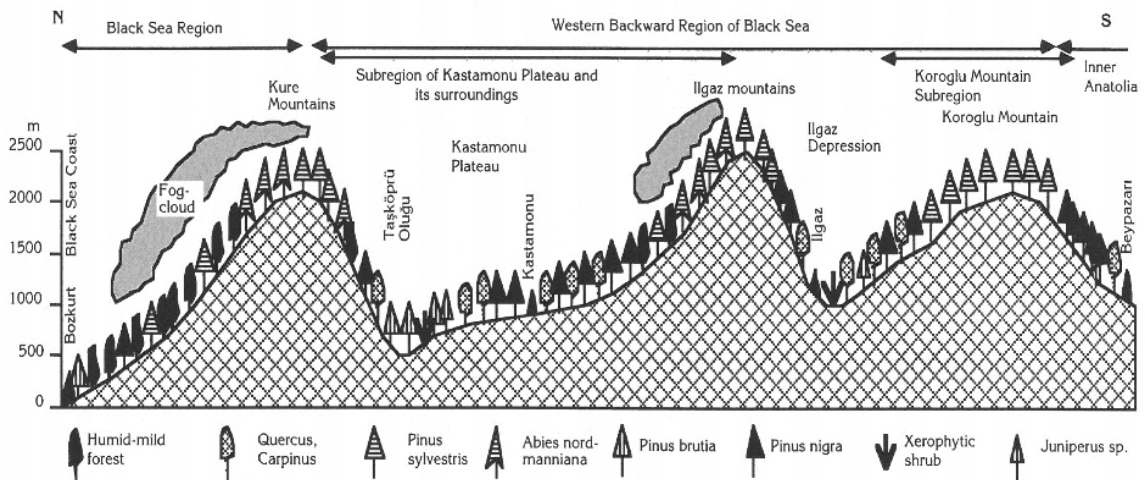 N
S
Black Sea Region
Western Backward Region of Black Sea
Subregion of Kastamonu Plateau and
its surroundings
Koroglu Mountain
Subregion
Inner
Anatolia
Kure
Mountains
Ilgaz mountains
Koroglu Mountain
Kastamonu
Plateau
Ilgaz
Depression
m
2500
2000
1500
1000
500
0
Black Sea Coast
Bozkurt
Fog-
cloud
Taşköprü
Oluğu
Kastamonu
Ilgaz
Beypazarı
Humid-mild
forest
Quercus,
Carpinus
Pinus
sylvestris
Abies nord-
manniana
Pinus brutia
Pinus nigra
Xerophytic
shrub
Juniperus sp.